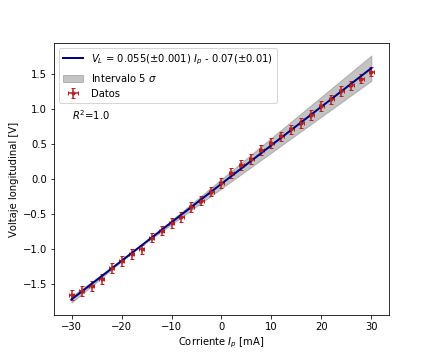 V_L = 0.055(±0.001) I_p - 0.07(±0.01)
Intervalo 5 σ
Datos
R²=1.0
Voltaje longitudinal [V]
1.5
1.0
0.5
0.0
−0.5
−1.0
−1.5
−30 −20 −10 0 10 20 30
Corriente I_p [mA]